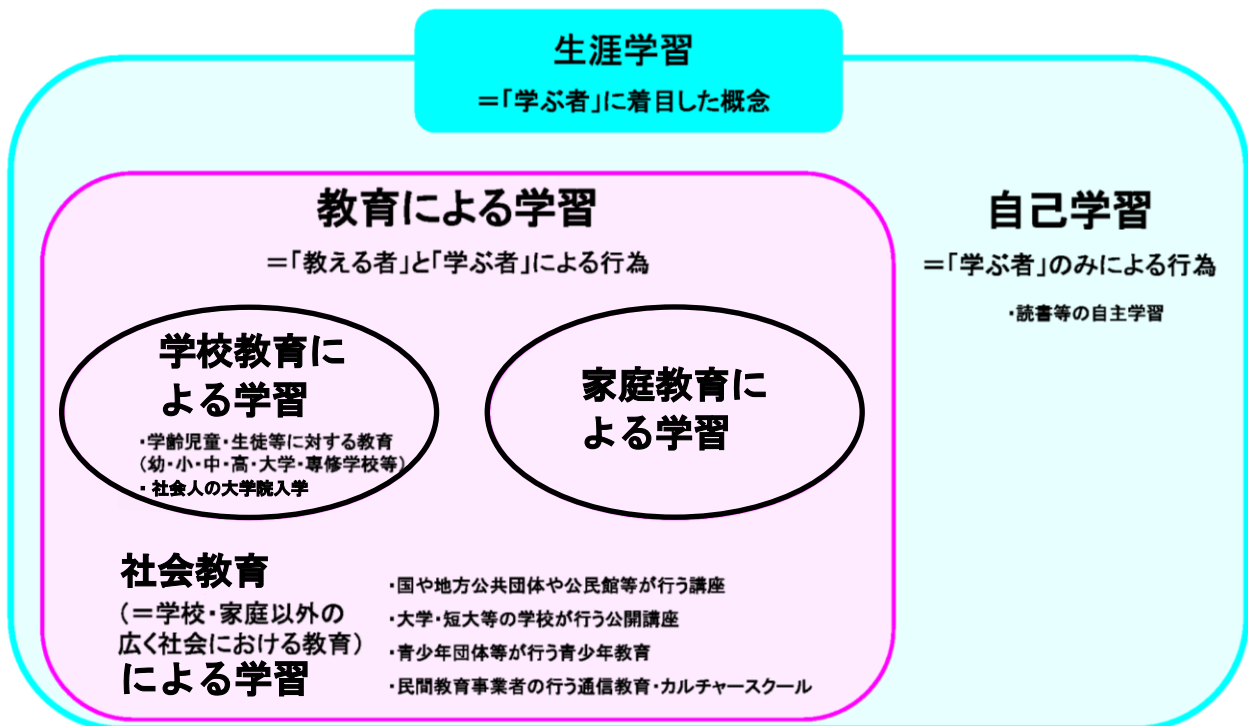 生涯学習
＝「学ぶ者」に着目した概念
教育による学習
＝「教える者」と「学ぶ者」による行為
自己学習
＝「学ぶ者」のみによる行為
・読書等の自主学習
学校教育に
よる学習
・学齢児童・生徒等に対する教育
（幼・小・中・高・大学・専修学校等）
・社会人の大学院入学
家庭教育に
よる学習
社会教育
（＝学校・家庭以外の
広く社会における教育）
による学習
・国や地方公共団体や公民館等が行う講座
・大学・短大等の学校が行う公開講座
・青少年団体等が行う青少年教育
・民間教育事業者の行う通信教育・カルチャースクール